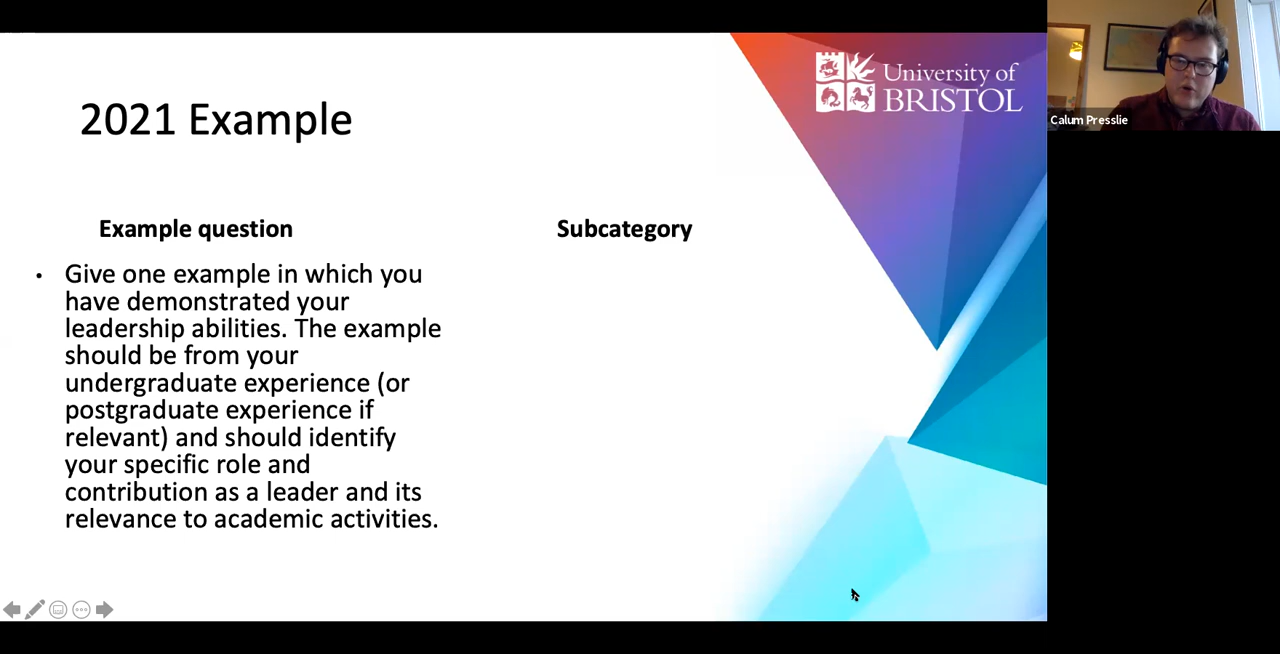 2021 Example
University of
BRISTOL
Calum Presslie
Example question
Subcategory
• Give one example in which you
have demonstrated your
leadership abilities. The example
should be from your
undergraduate experience (or
postgraduate experience if
relevant) and should identify
your specific role and
contribution as a leader and its
relevance to academic activities.